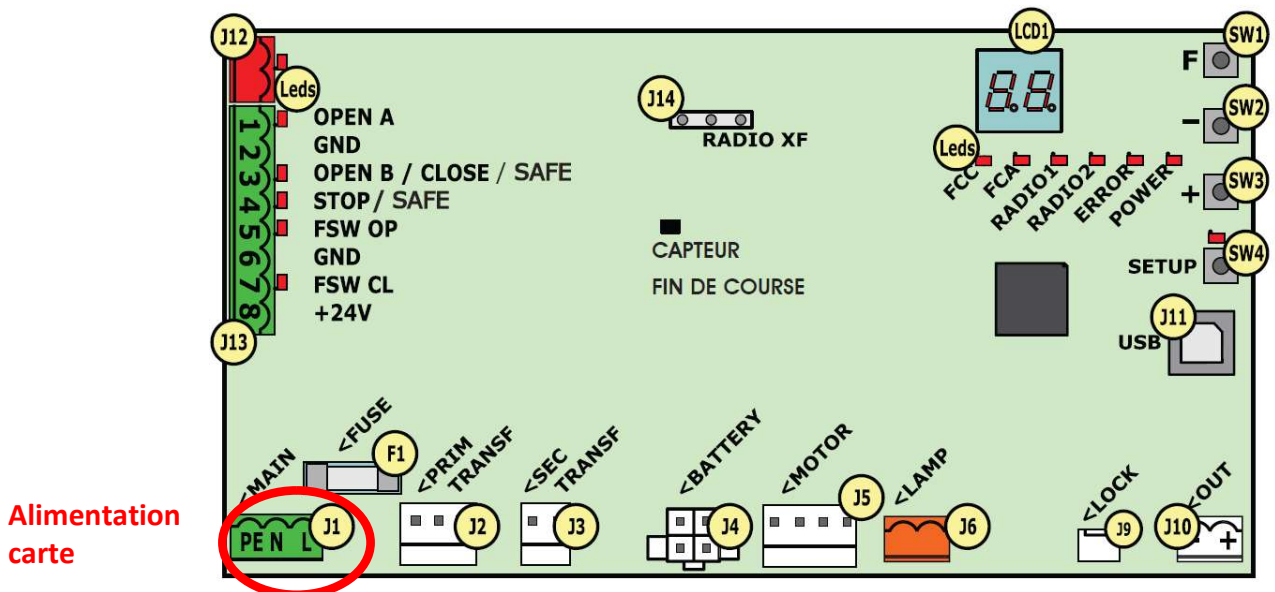 J12
Leds
OPEN A
GND
OPEN B / CLOSE / SAFE
STOP/ SAFE
FSW OP
GND
FSW CL
+24V
1
2
3
4
5
6
7
8
J13
J14
RADIO XF
CAPTEUR
FIN DE COURSE
LCD1
8.8.
Leds
FCC
FCA
RADIO1
RADIO2
ERROR
POWER
F
SW1
-
SW2
+
SW3
SETUP
SW4
J11
USB
Alimentation
carte
<MAIN
PE N L
J1
<FUSE
F1
<PRIM
TRANSF
J2
<SEC
TRANSF
J3
<BATTERY
J4
<MOTOR
J5
<LAMP
J6
<LOCK
J9
<OUT
J10
- +